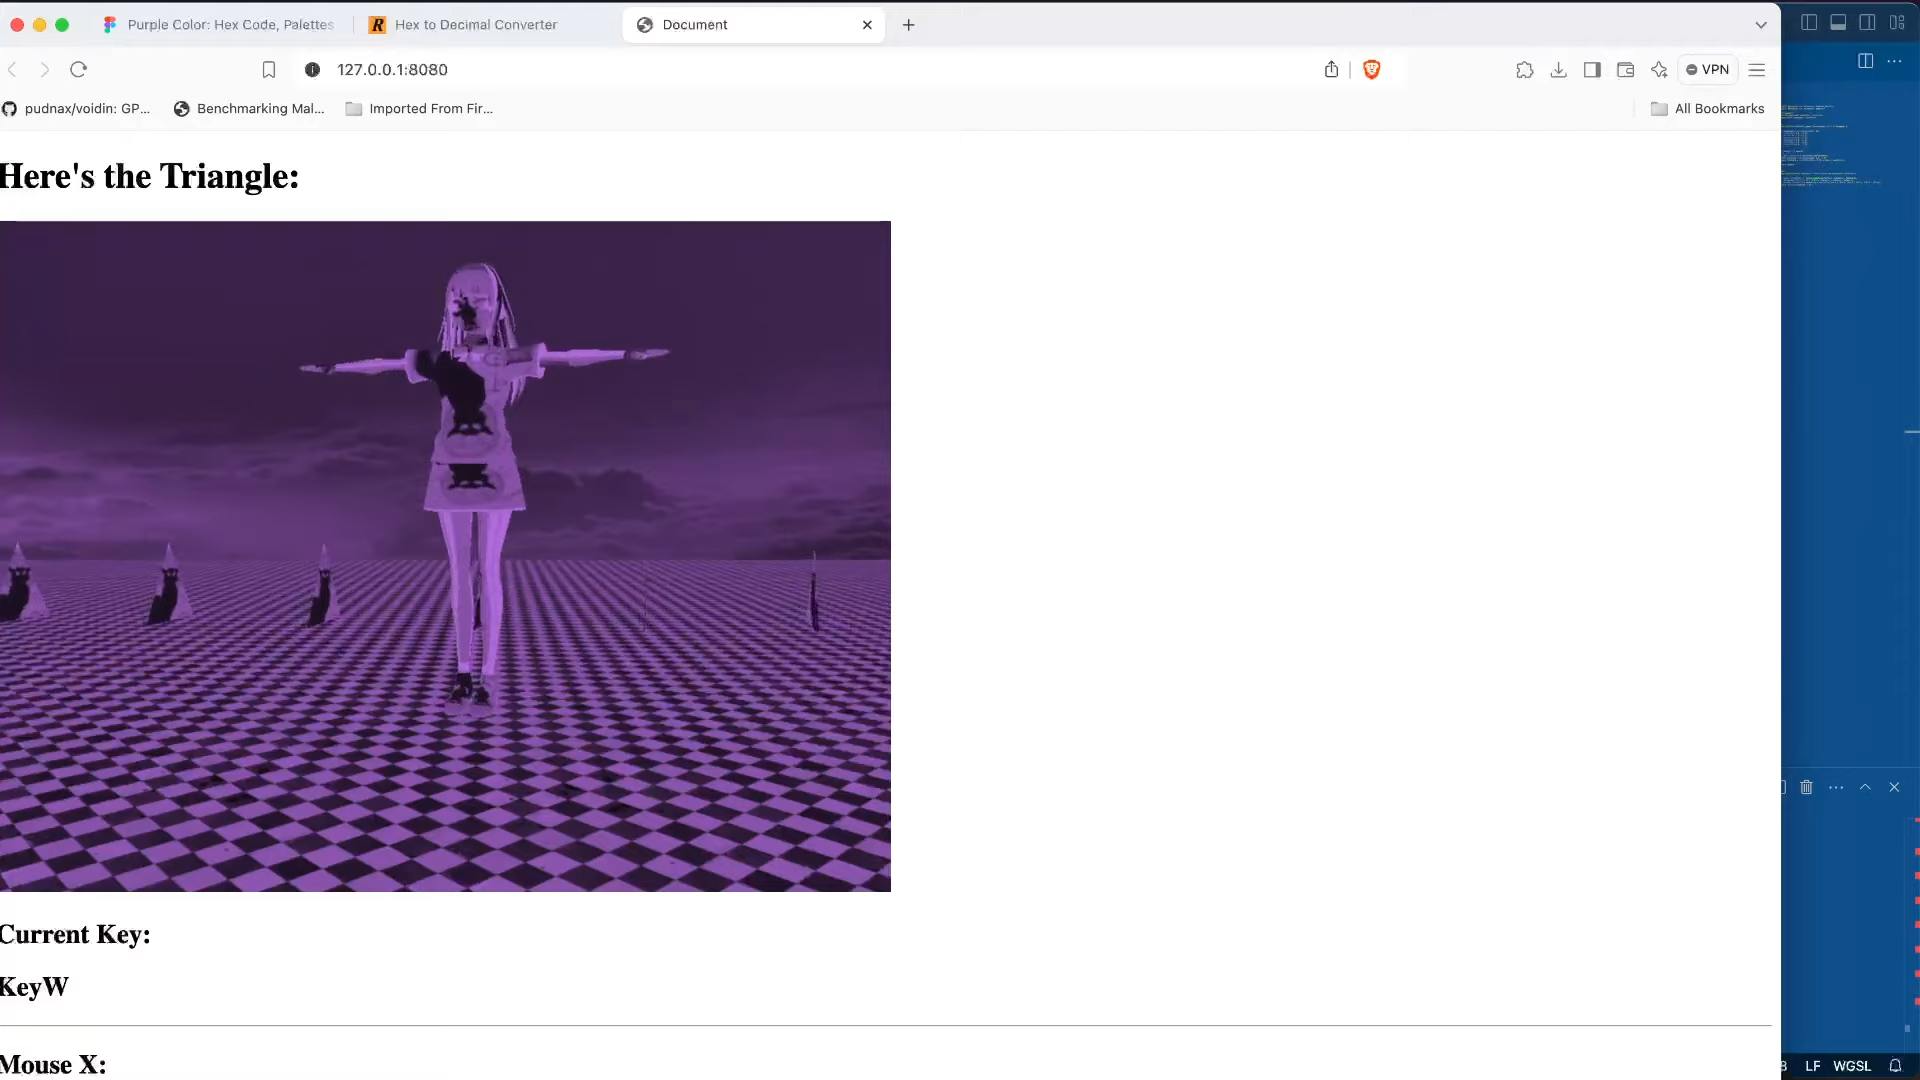 Purple Color: Hex Code, Palettes
Hex to Decimal Converter
Document
127.0.0.1:8080
VPN
pudnax/voidin: GP...
Benchmarking Mal...
Imported From Fir...
All Bookmarks
Here's the Triangle:
Current Key:
KeyW
Mouse X:
LF
WGSL